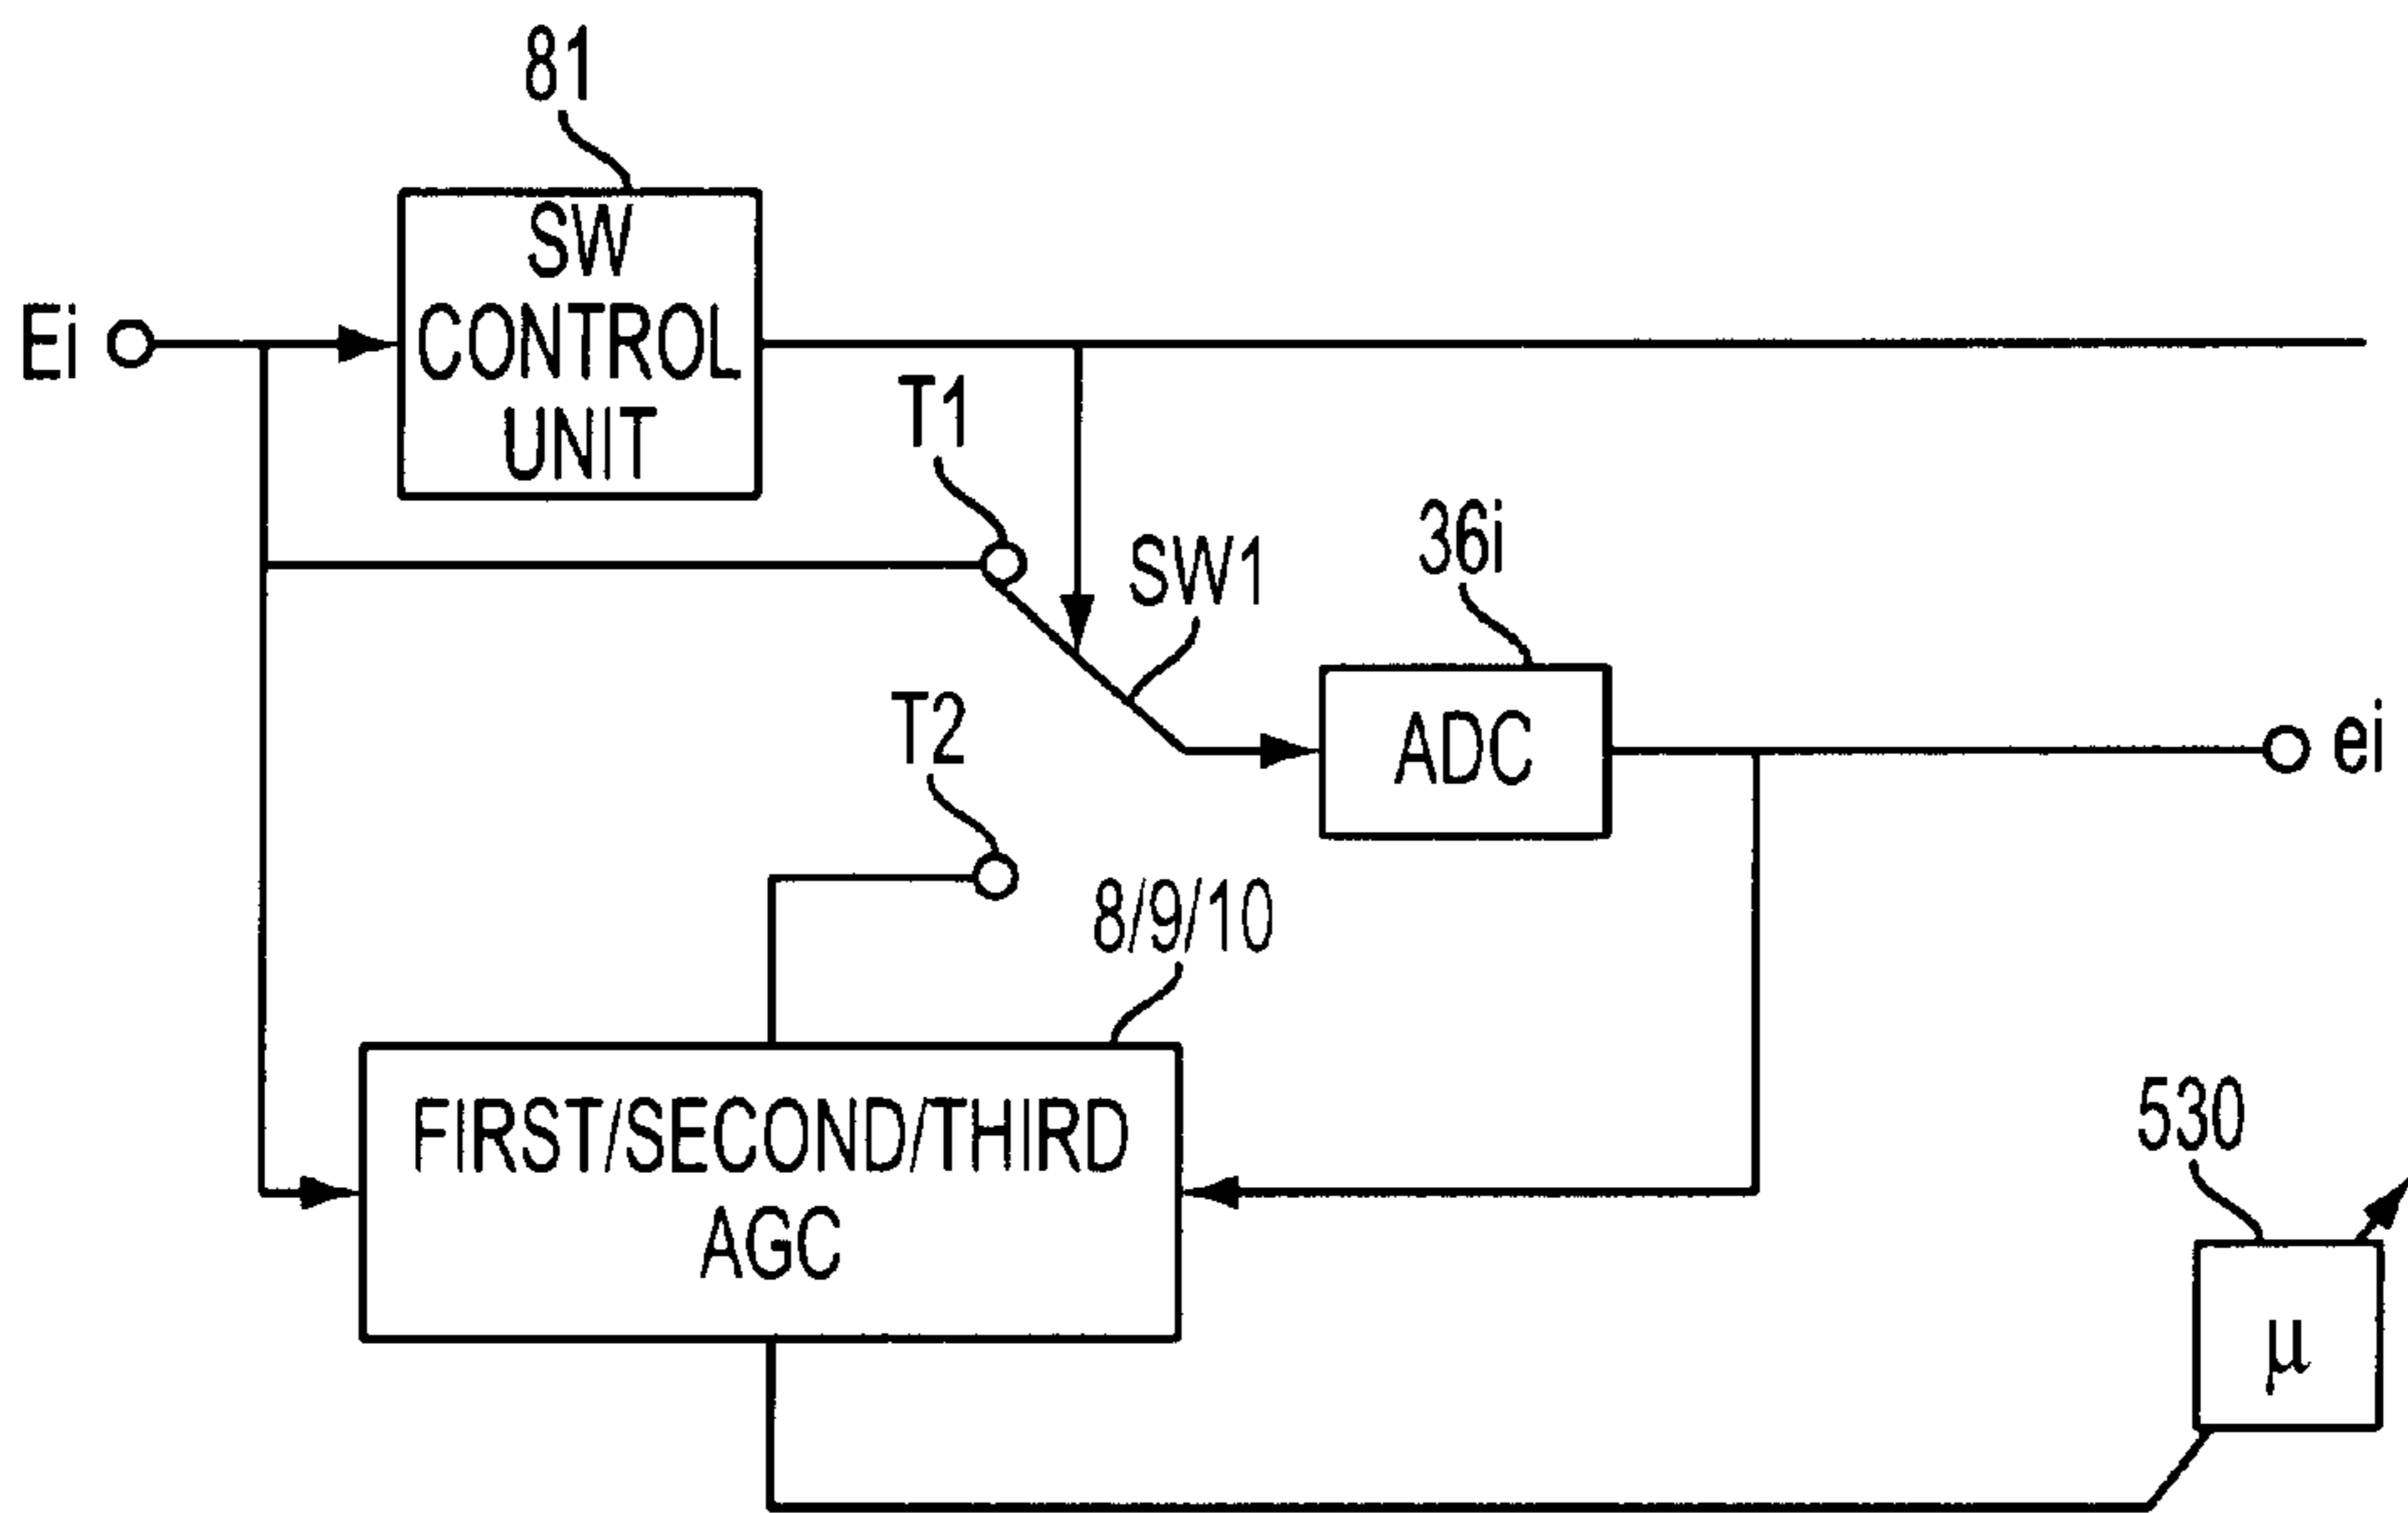 81
SW
CONTROL
UNIT
Ei
T1
SW1
36i
ADC
ei
T2
8/9/10
FIRST/SECOND/THIRD
AGC
530
μ